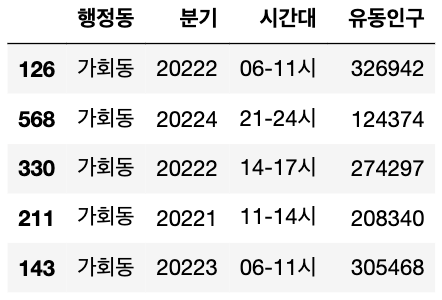 행정동 분기 시간대 유동인구
126 가회동 20222 06-11시 326942
568 가회동 20224 21-24시 124374
330 가회동 20222 14-17시 274297
211 가회동 20221 11-14시 208340
143 가회동 20223 06-11시 305468